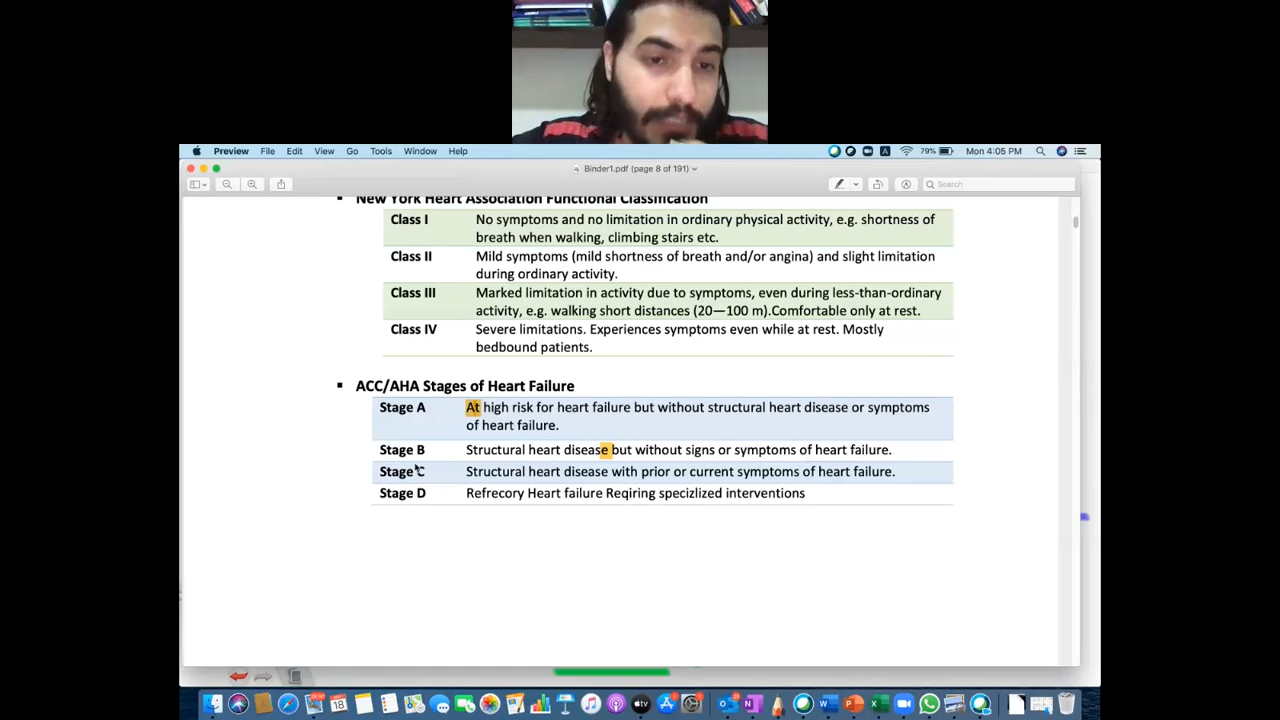 Preview File Edit View Go Tools Window Help 79% A Mon 4:05 PM
Binder1.pdf (page 8 of 191)
Search
New York Heart Association Functional Classification
Class I No symptoms and no limitation in ordinary physical activity, e.g. shortness of
breath when walking, climbing stairs etc.
Class II Mild symptoms (mild shortness of breath and/or angina) and slight limitation
during ordinary activity.
Class III Marked limitation in activity due to symptoms, even during less-than-ordinary
activity, e.g. walking short distances (20—100 m).Comfortable only at rest.
Class IV Severe limitations. Experiences symptoms even while at rest. Mostly
bedbound patients.
ACC/AHA Stages of Heart Failure
Stage A At high risk for heart failure but without structural heart disease or symptoms
of heart failure.
Stage B Structural heart disease but without signs or symptoms of heart failure.
Stage C Structural heart disease with prior or current symptoms of heart failure.
Stage D Refrecory Heart failure Reqiring specizlized interventions
18
tv